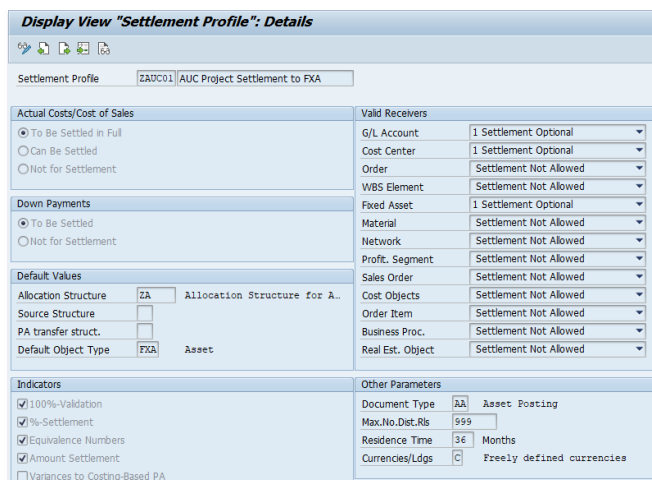 Display View "Settlement Profile": Details
Settlement Profile ZAUC01 AUC Project Settlement to FXA
Actual Costs/Cost of Sales
To Be Settled in Full
Can Be Settled
Not for Settlement
Down Payments
To Be Settled
Not for Settlement
Default Values
Allocation Structure ZA Allocation Structure for A…
Source Structure
PA transfer struct.
Default Object Type FXA Asset
Indicators
100%-Validation
%-Settlement
Equivalence Numbers
Amount Settlement
Variances to Costing-Based PA
Valid Receivers
G/L Account 1 Settlement Optional
Cost Center 1 Settlement Optional
Order Settlement Not Allowed
WBS Element Settlement Not Allowed
Fixed Asset 1 Settlement Optional
Material Settlement Not Allowed
Network Settlement Not Allowed
Profit. Segment Settlement Not Allowed
Sales Order Settlement Not Allowed
Cost Objects Settlement Not Allowed
Order Item Settlement Not Allowed
Business Proc. Settlement Not Allowed
Real Est. Object Settlement Not Allowed
Other Parameters
Document Type AA Asset Posting
Max.No.Dist.Rls 999
Residence Time 36 Months
Currencies/Ldgs C Freely defined currencies